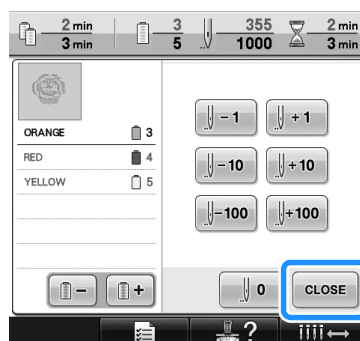 2 min 3 355 2 min
3 min 5 1000 3 min
-1 +1
ORANGE 3
RED 4
-10 +10
YELLOW 5
-100 +100
- + 0 CLOSE
?